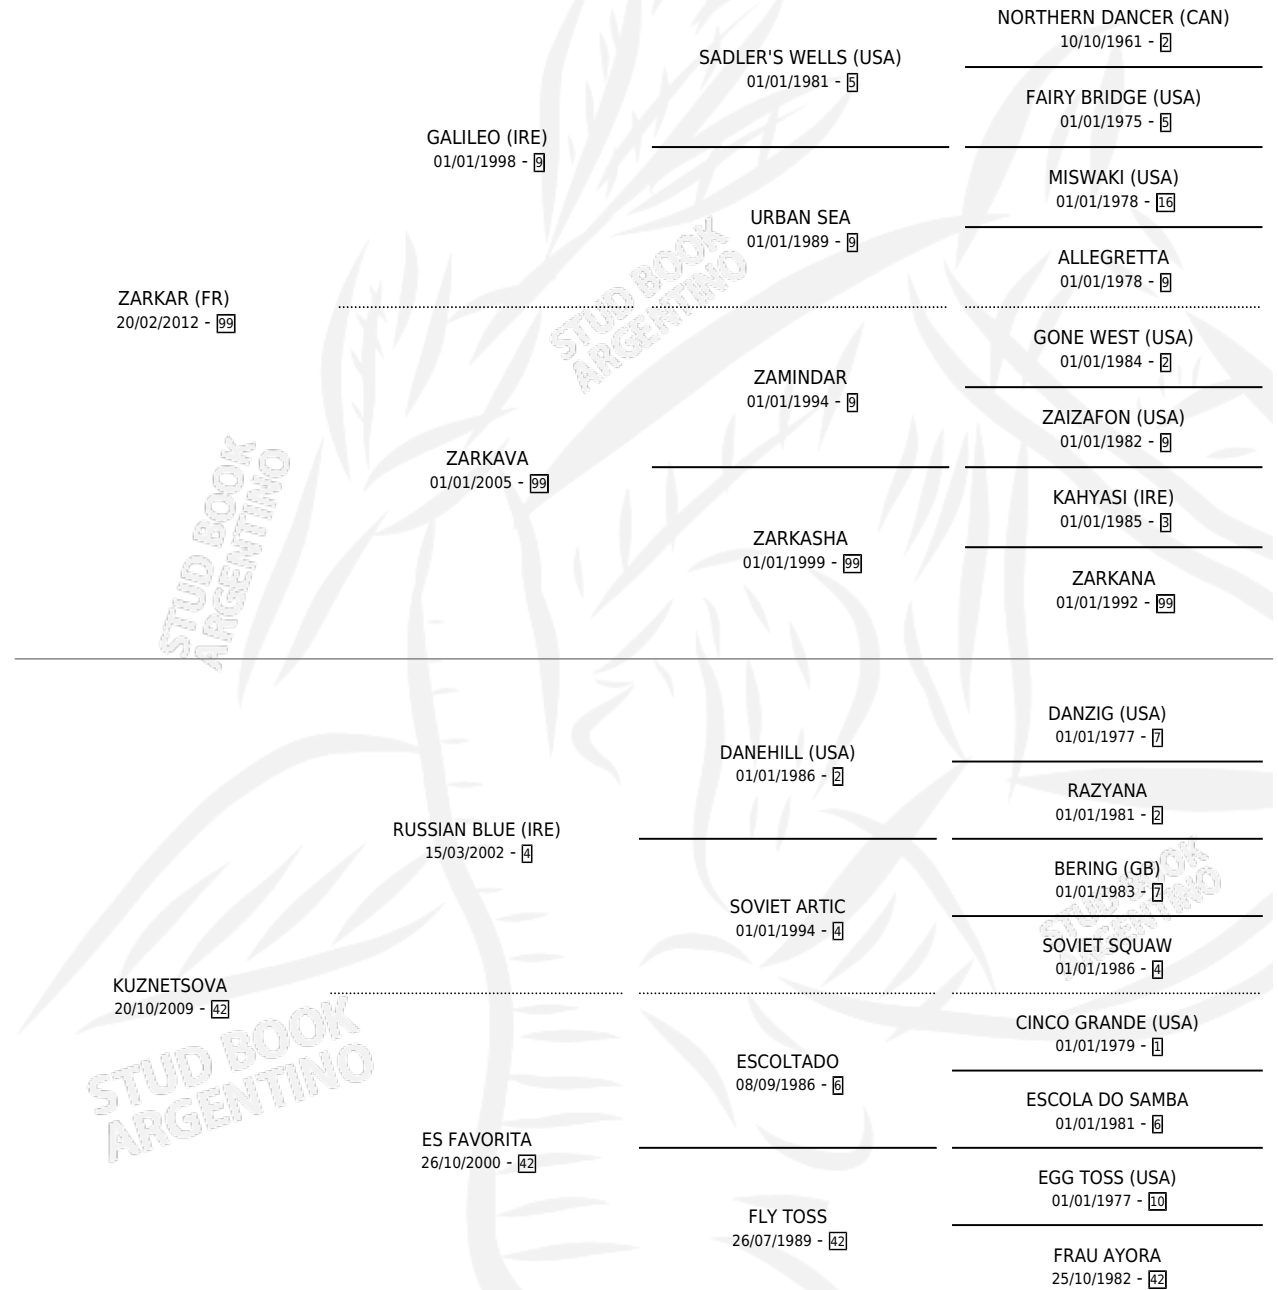 NORTHERN DANCER (CAN)
10/10/1961 - 2
SADLER'S WELLS (USA)
01/01/1981 - 5
FAIRY BRIDGE (USA)
01/01/1975 - 5
GALILEO (IRE)
01/01/1998 - 9
MISWAKI (USA)
01/01/1978 - 16
URBAN SEA
01/01/1989 - 9
ALLEGRETTA
01/01/1978 - 9
ZARKAR (FR)
20/02/2012 - 99
GONE WEST (USA)
01/01/1984 - 2
ZAMINDAR
01/01/1994 - 9
ZAIZAFON (USA)
01/01/1982 - 9
ZARKAVA
01/01/2005 - 99
KAHYASI (IRE)
01/01/1985 - 3
ZARKASHA
01/01/1999 - 99
ZARKANA
01/01/1992 - 99
DANZIG (USA)
01/01/1977 - 7
DANEHILL (USA)
01/01/1986 - 2
RAZYANA
01/01/1981 - 2
RUSSIAN BLUE (IRE)
15/03/2002 - 4
BERING (GB)
01/01/1983 - 7
SOVIET ARTIC
01/01/1994 - 4
SOVIET SQUAW
01/01/1986 - 4
KUZNETSOVA
20/10/2009 - 42
CINCO GRANDE (USA)
01/01/1979 - 1
ESCOLTADO
08/09/1986 - 6
ESCOLA DO SAMBA
01/01/1981 - 6
ES FAVORITA
26/10/2000 - 42
EGG TOSS (USA)
01/01/1977 - 10
FLY TOSS
26/07/1989 - 42
FRAU AYORA
25/10/1982 - 42
STUD BOOK
ARGENTINO
STUD BOOK
ARGENTINO
STUD BOOK
ARGENTINO
STUD BOOK
ARGENTINO